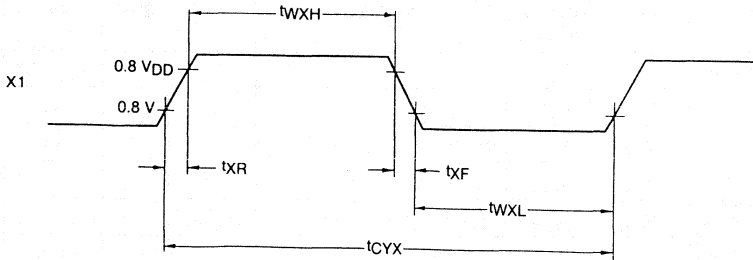 tWXH
0.8 VDD
X1
0.8 V
tXR
tXF
tWXL
tCYX